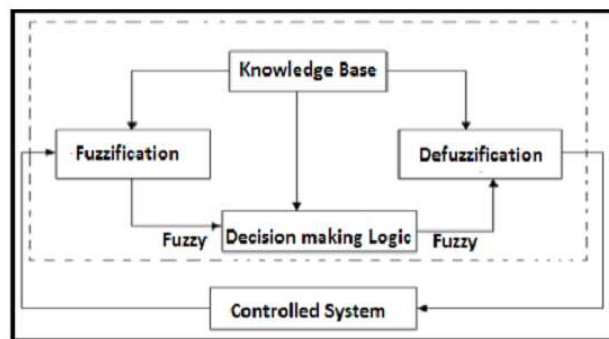 Knowledge Base
Fuzzification
Defuzzification
Fuzzy
Decision making Logic
Fuzzy
Controlled System